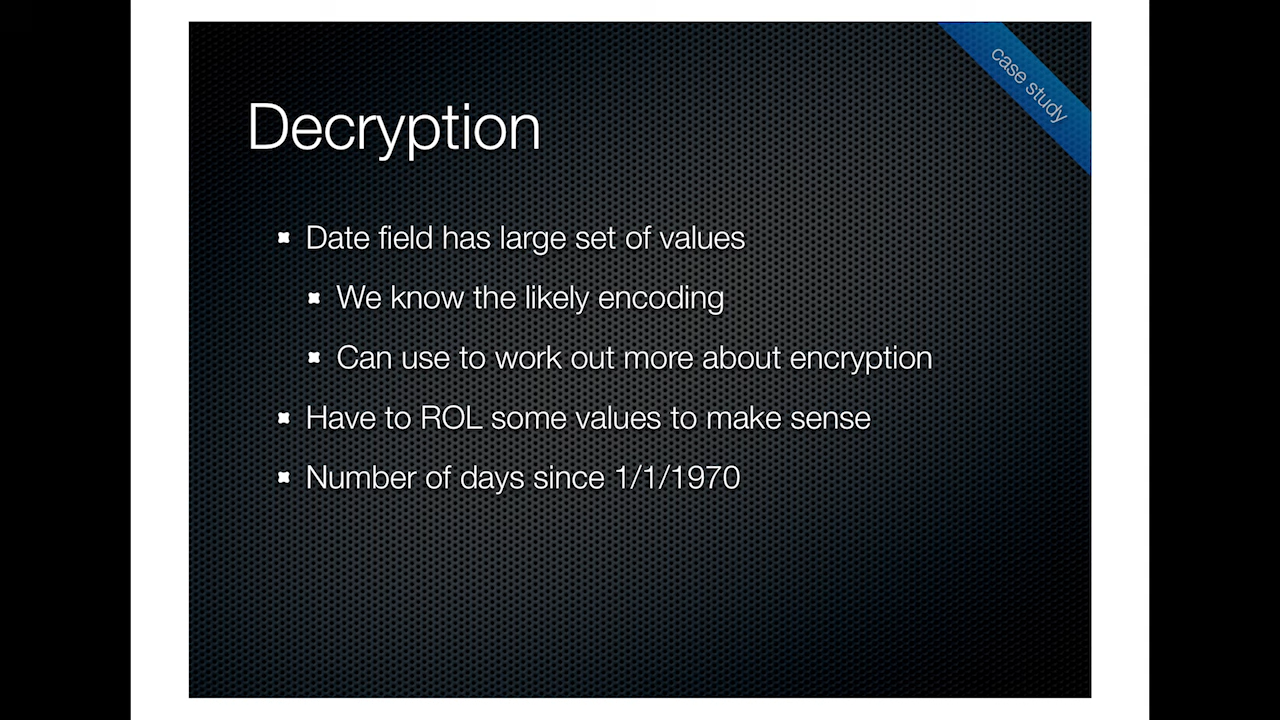 case study
Decryption
Date field has large set of values
We know the likely encoding
Can use to work out more about encryption
Have to ROL some values to make sense
Number of days since 1/1/1970